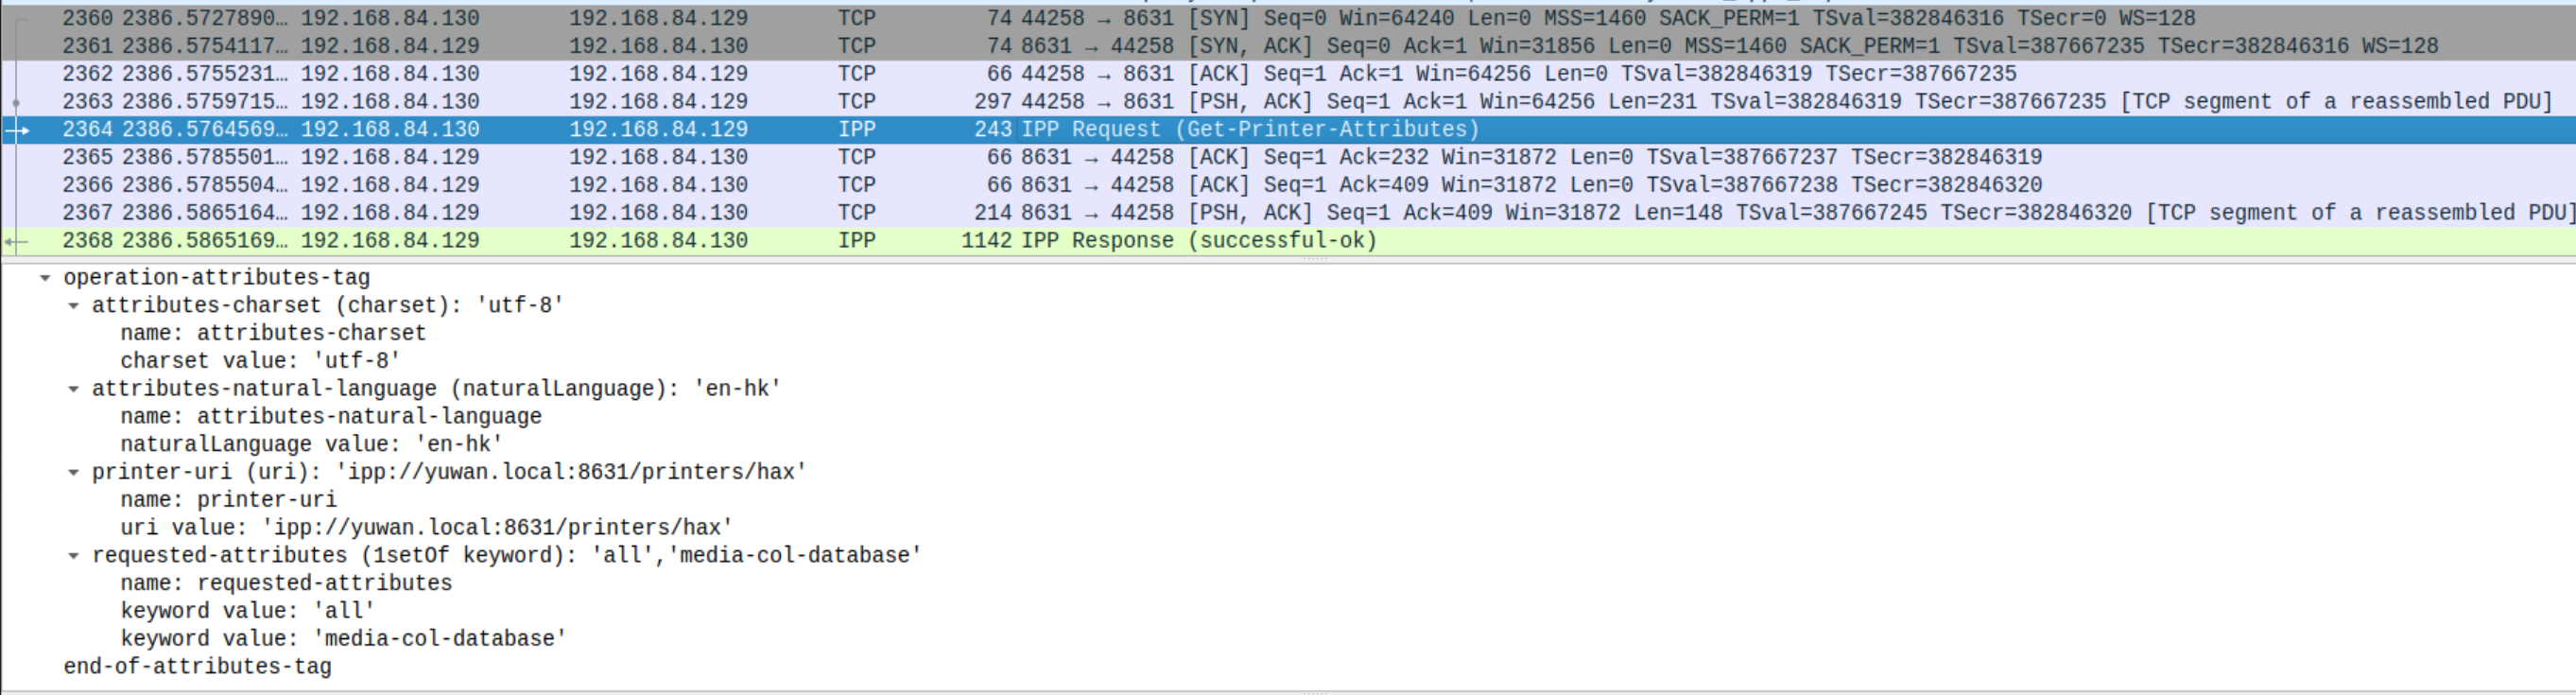 2360 2386.5727890… 192.168.84.130 192.168.84.129 TCP 74 44258 → 8631 [SYN] Seq=0 Win=64240 Len=0 MSS=1460 SACK_PERM=1 TSval=382846316 TSecr=0 WS=128
2361 2386.5754117… 192.168.84.129 192.168.84.130 TCP 74 8631 → 44258 [SYN, ACK] Seq=0 Ack=1 Win=31856 Len=0 MSS=1460 SACK_PERM=1 TSval=387667235 TSecr=382846316 WS=128
2362 2386.5755231… 192.168.84.130 192.168.84.129 TCP 66 44258 → 8631 [ACK] Seq=1 Ack=1 Win=64256 Len=0 TSval=382846319 TSecr=387667235
2363 2386.5759715… 192.168.84.130 192.168.84.129 TCP 297 44258 → 8631 [PSH, ACK] Seq=1 Ack=1 Win=64256 Len=231 TSval=382846319 TSecr=387667235 [TCP segment of a reassembled PDU]
2364 2386.5764569… 192.168.84.130 192.168.84.129 IPP 243 IPP Request (Get-Printer-Attributes)
2365 2386.5785501… 192.168.84.129 192.168.84.130 TCP 66 8631 → 44258 [ACK] Seq=1 Ack=232 Win=31872 Len=0 TSval=387667237 TSecr=382846319
2366 2386.5785504… 192.168.84.129 192.168.84.130 TCP 66 8631 → 44258 [ACK] Seq=1 Ack=409 Win=31872 Len=0 TSval=387667238 TSecr=382846320
2367 2386.5865164… 192.168.84.129 192.168.84.130 TCP 214 8631 → 44258 [PSH, ACK] Seq=1 Ack=409 Win=31872 Len=148 TSval=387667245 TSecr=382846320 [TCP segment of a reassembled PDU]
2368 2386.5865169… 192.168.84.129 192.168.84.130 IPP 1142 IPP Response (successful-ok)
operation-attributes-tag
attributes-charset (charset): 'utf-8'
name: attributes-charset
charset value: 'utf-8'
attributes-natural-language (naturalLanguage): 'en-hk'
name: attributes-natural-language
naturalLanguage value: 'en-hk'
printer-uri (uri): 'ipp://yuwan.local:8631/printers/hax'
name: printer-uri
uri value: 'ipp://yuwan.local:8631/printers/hax'
requested-attributes (1setOf keyword): 'all','media-col-database'
name: requested-attributes
keyword value: 'all'
keyword value: 'media-col-database'
end-of-attributes-tag